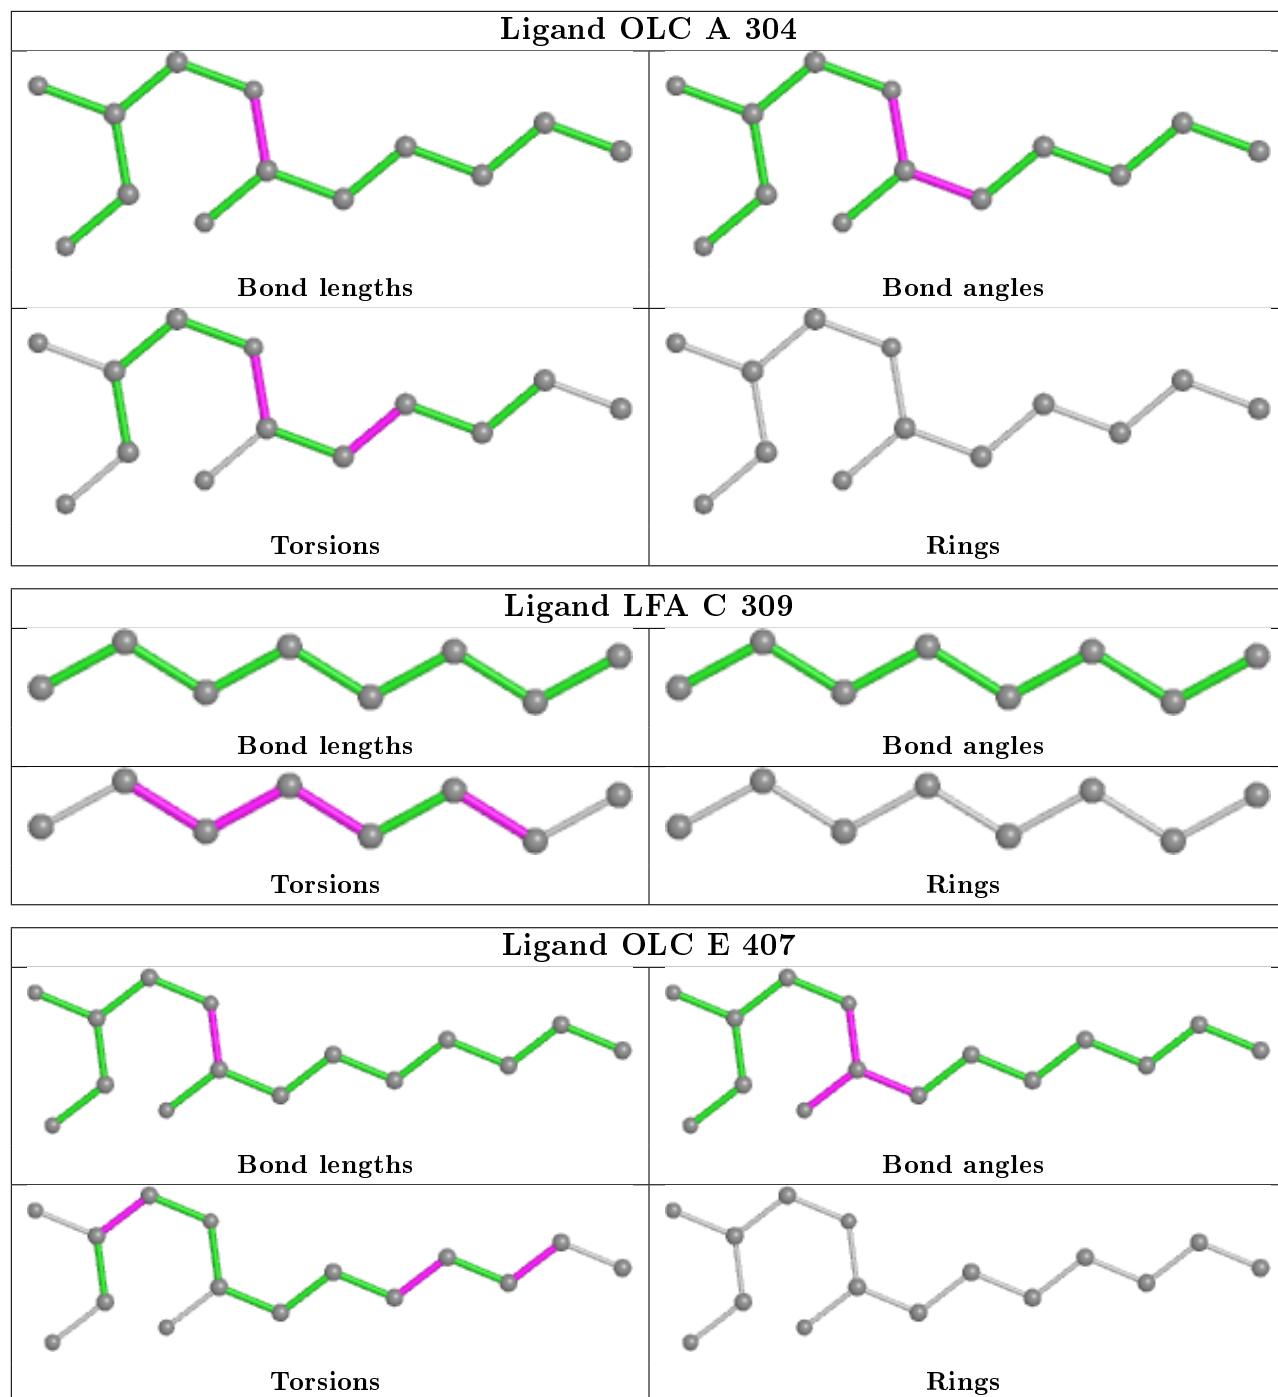 Ligand OLC A 304
Bond lengths
Bond angles
Torsions
Rings
Ligand LFA C 309
Bond lengths
Bond angles
Torsions
Rings
Ligand OLC E 407
Bond lengths
Bond angles
Torsions
Rings